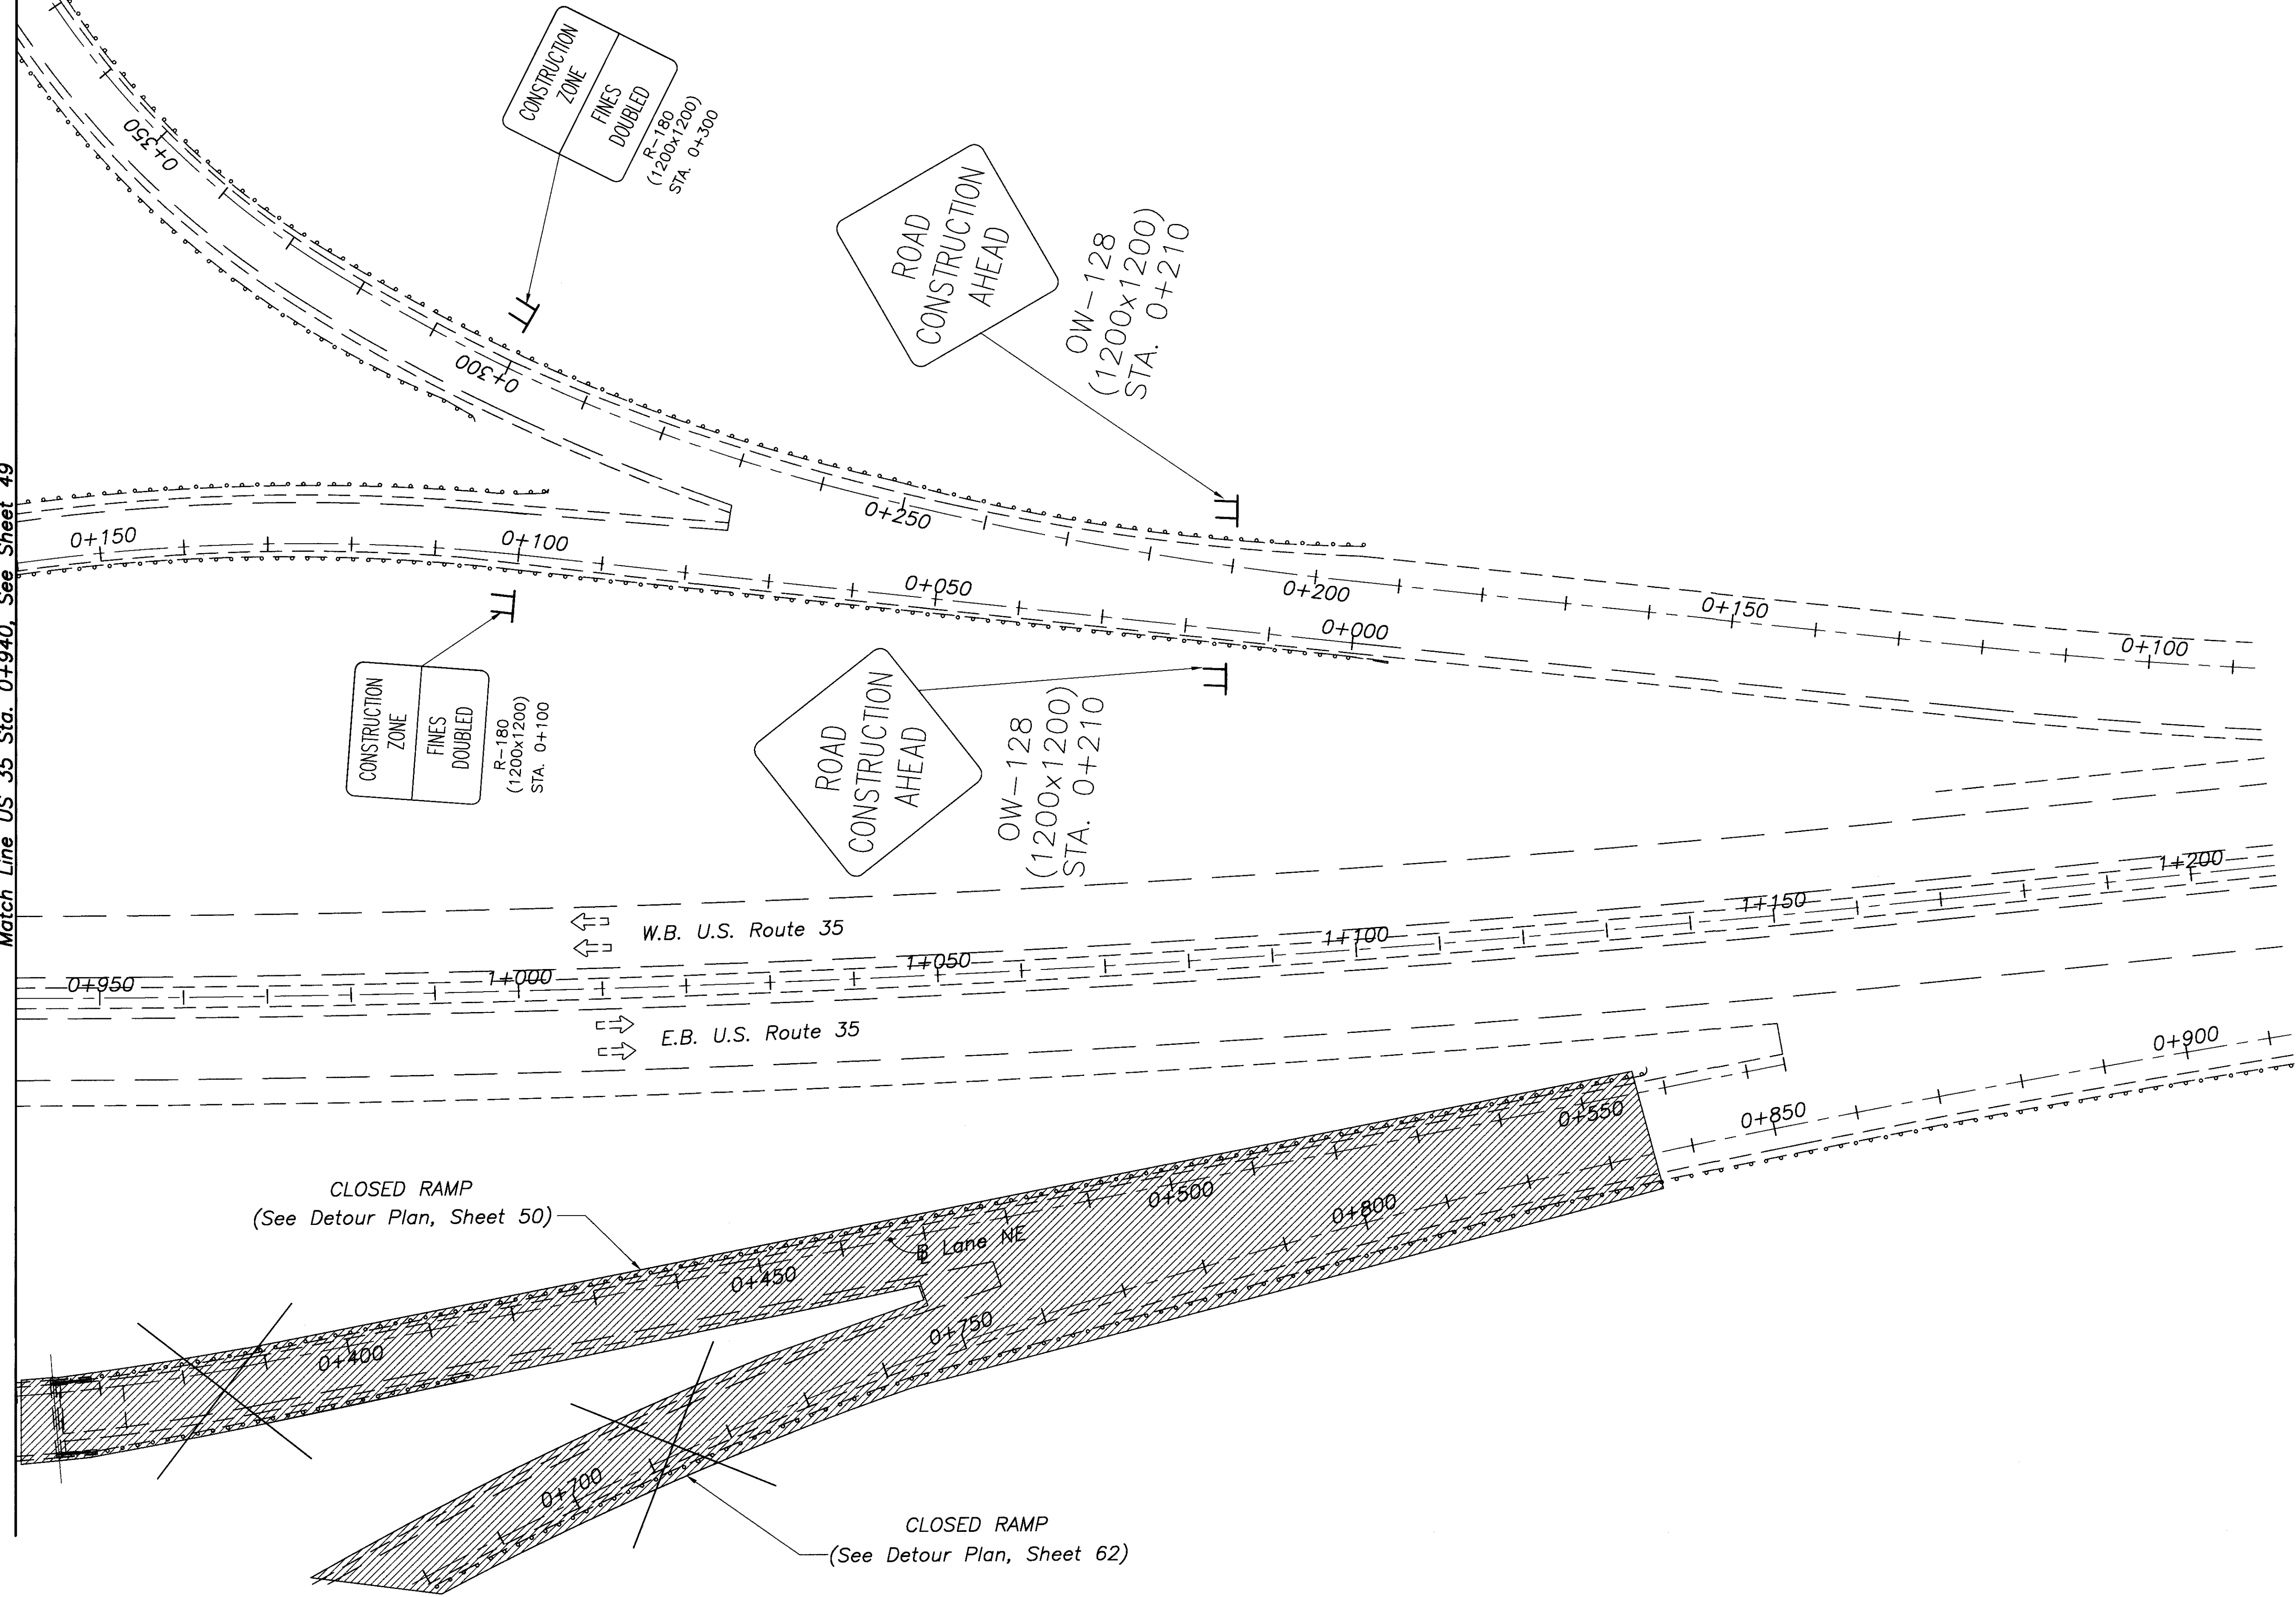 Match Line US 35 Sta. 0+940, See Sheet 49
CONSTRUCTION
ZONE
FINES
DOUBLED
R-180
(1200x1200)
STA. 0+300
ROAD
CONSTRUCTION
AHEAD
OW-128
(1200x1200)
STA. 0+210
0+350
0+300
0+250
0+200
0+150
0+100
0+150
0+100
0+050
0+000
CONSTRUCTION
ZONE
FINES
DOUBLED
R-180
(1200x1200)
STA. 0+100
ROAD
CONSTRUCTION
AHEAD
OW-128
(1200x1200)
STA. 0+210
W.B. U.S. Route 35
0+950
1+000
1+050
1+100
1+150
1+200
E.B. U.S. Route 35
CLOSED RAMP
(See Detour Plan, Sheet 50)
0+400
0+450
0+500
0+550
B Lane NE
0+700
0+750
0+800
0+850
0+900
CLOSED RAMP
(See Detour Plan, Sheet 62)